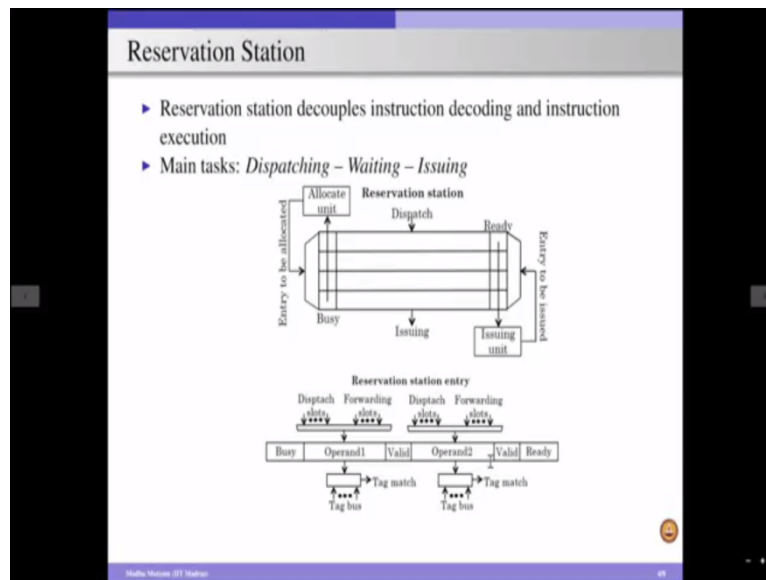 Reservation Station
Reservation station decouples instruction decoding and instruction
execution
Main tasks: Dispatching – Waiting – Issuing
Allocate
unit
Reservation station
Dispatch
Ready
Entry to be allocated
Entry to be issued
Busy
Issuing
Issuing
unit
Reservation station entry
Disptach Forwarding Disptach Forwarding
slots slots slots slots
Busy Operand1 Valid Operand2 Valid Ready
Tag match Tag match
Tag bus Tag bus